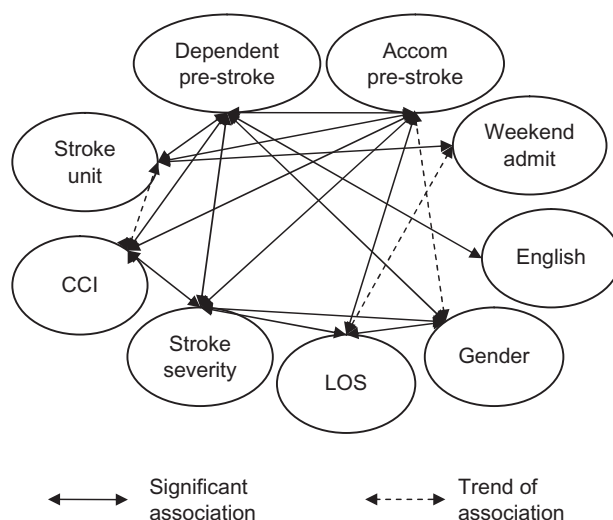 Dependent
pre-stroke
Accom
pre-stroke
Stroke
unit
Weekend
admit
CCI
English
Stroke
severity
LOS
Gender
Significant
association
Trend of
association